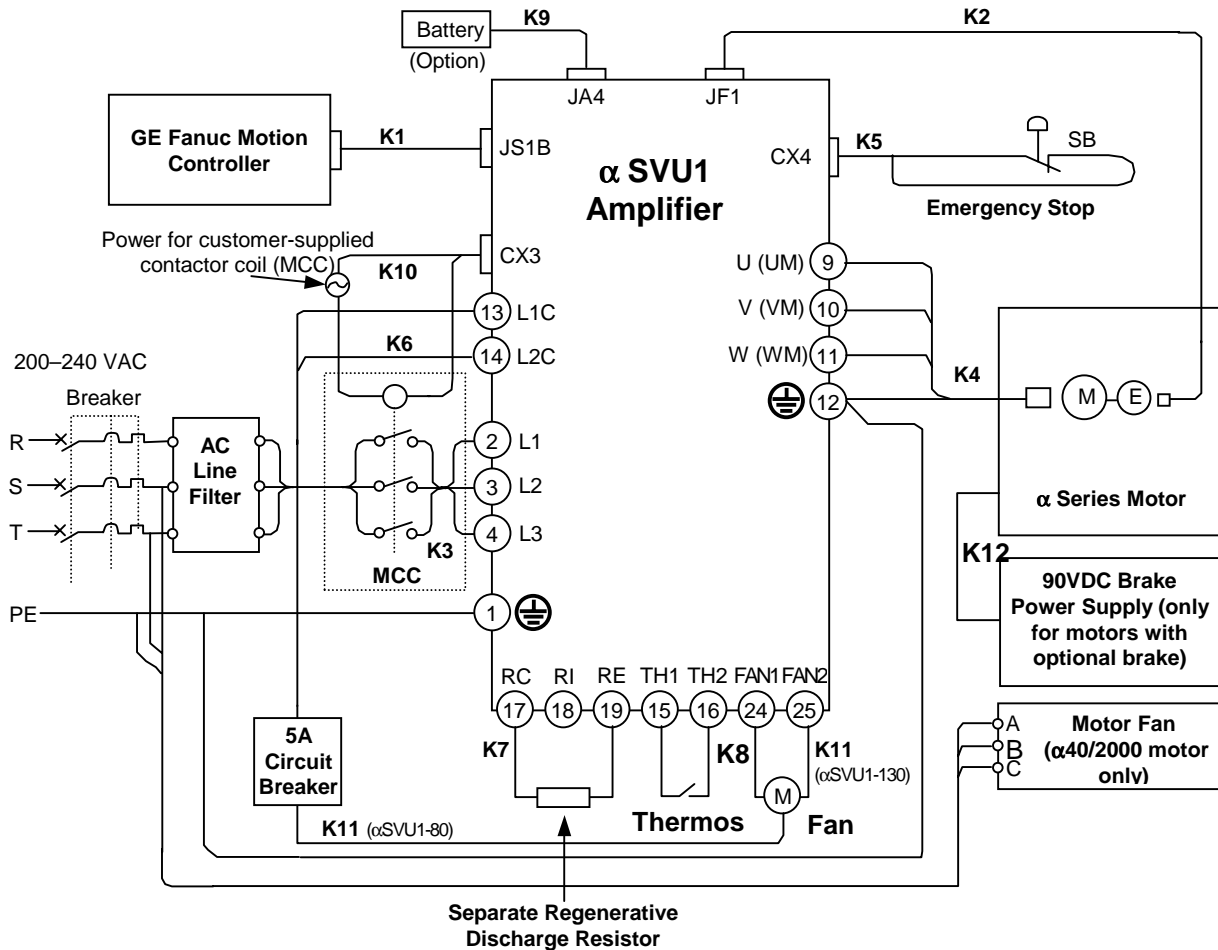 K9
K2
Battery
(Option)
JA4
JF1
GE Fanuc Motion
Controller
K1
JS1B
α SVU1
Amplifier
CX4
K5
SB
Emergency Stop
Power for customer-supplied
contactor coil (MCC)
K10
CX3
U (UM)
9
13
L1C
V (VM)
10
K6
14
L2C
W (WM)
11
200–240 VAC
Breaker
K4
12
M
E
R
AC
Line
Filter
2
L1
S
3
L2
α Series Motor
T
4
L3
K3
MCC
K12
90VDC Brake
Power Supply (only
for motors with
optional brake)
PE
1
RC
RI
RE
TH1
TH2
FAN1
FAN2
17
18
19
15
16
24
25
5A
Circuit
Breaker
K7
K8
K11
(αSVU1-130)
A
B
C
Motor Fan
(α40/2000 motor
only)
M
Thermos
Fan
K11 (αSVU1-80)
Separate Regenerative
Discharge Resistor